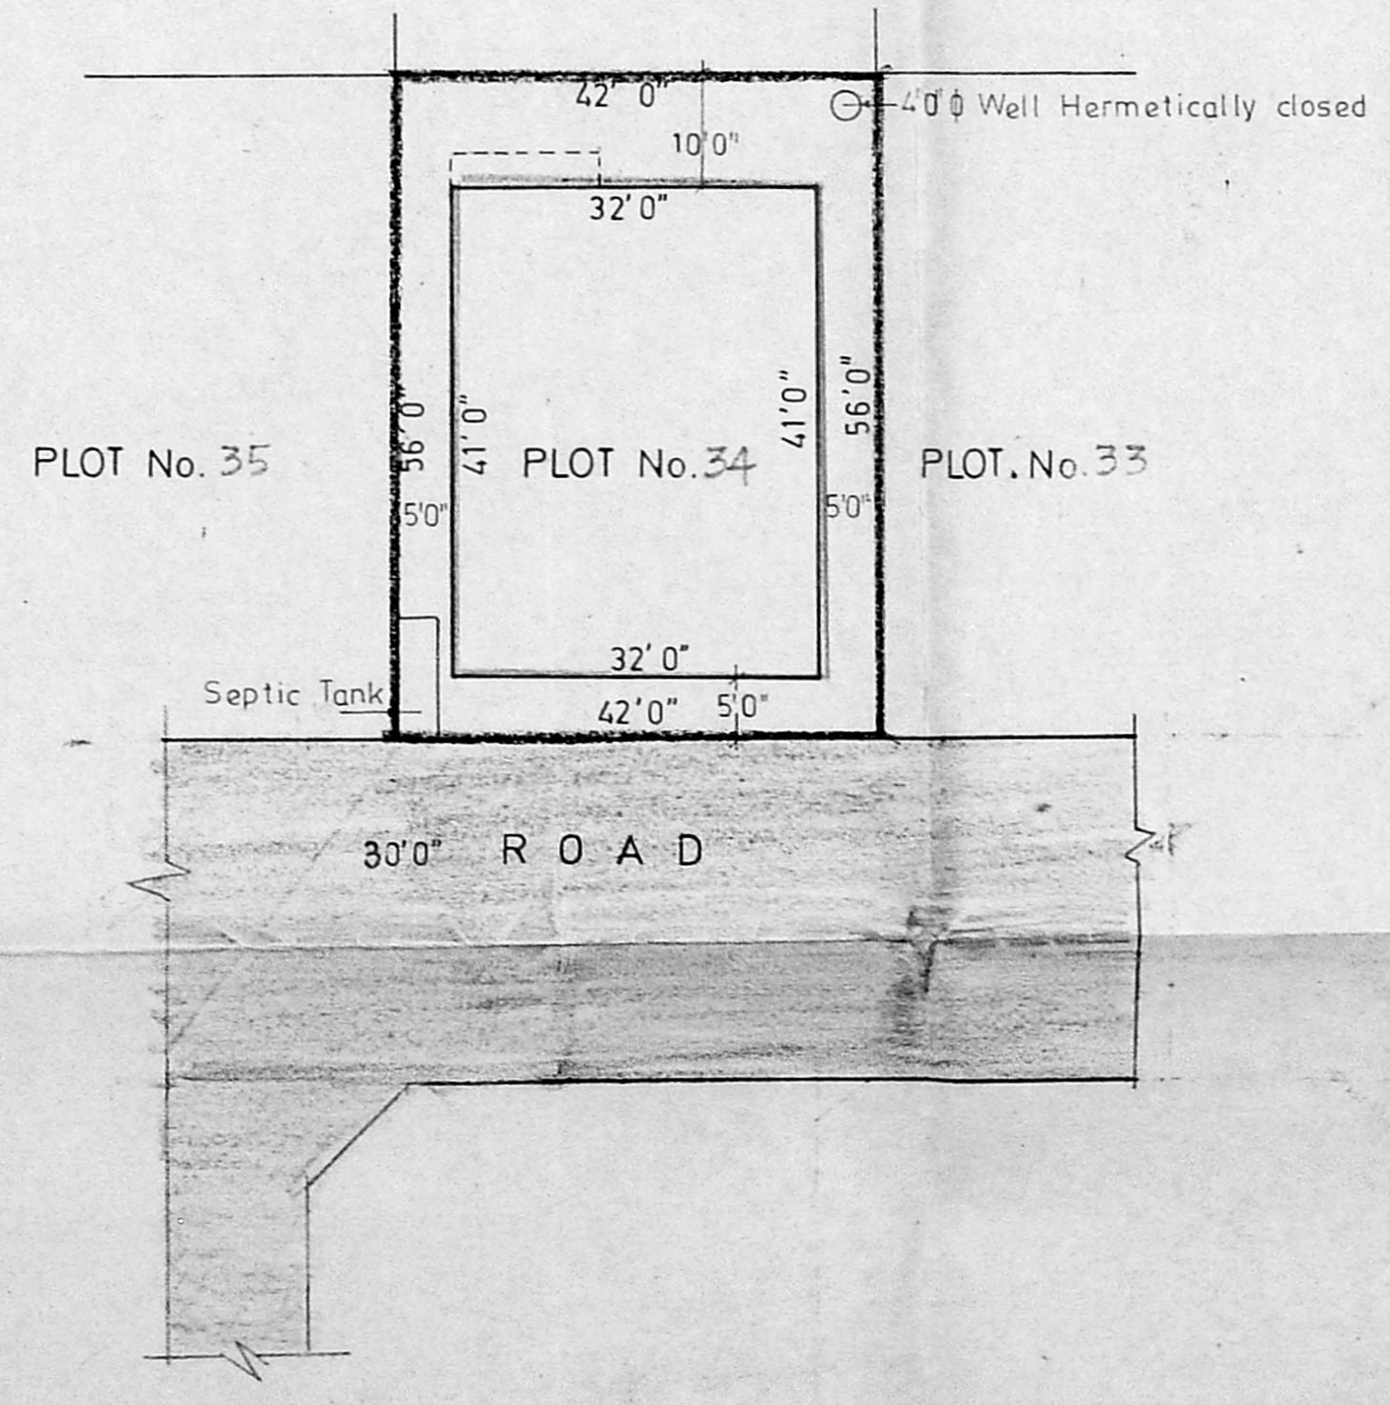 42' 0"
4'0"ϕ Well Hermetically closed
10'0"
32' 0"
56'0"
41'0"
41'0"
56'0"
PLOT No. 35
PLOT No. 34
PLOT. No. 33
5'0"
5'0"
32' 0"
Septic Tank
42'0"
5'0"
30'0" ROAD